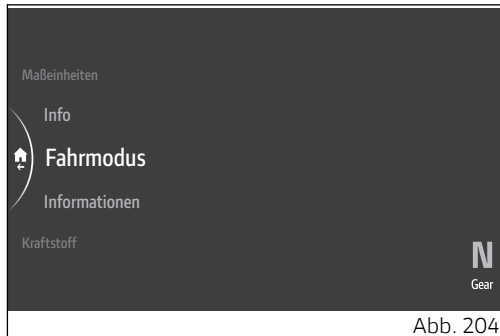 Maßeinheiten
Info
Fahrmodus
Informationen
Kraftstoff
N
Gear
Abb. 204